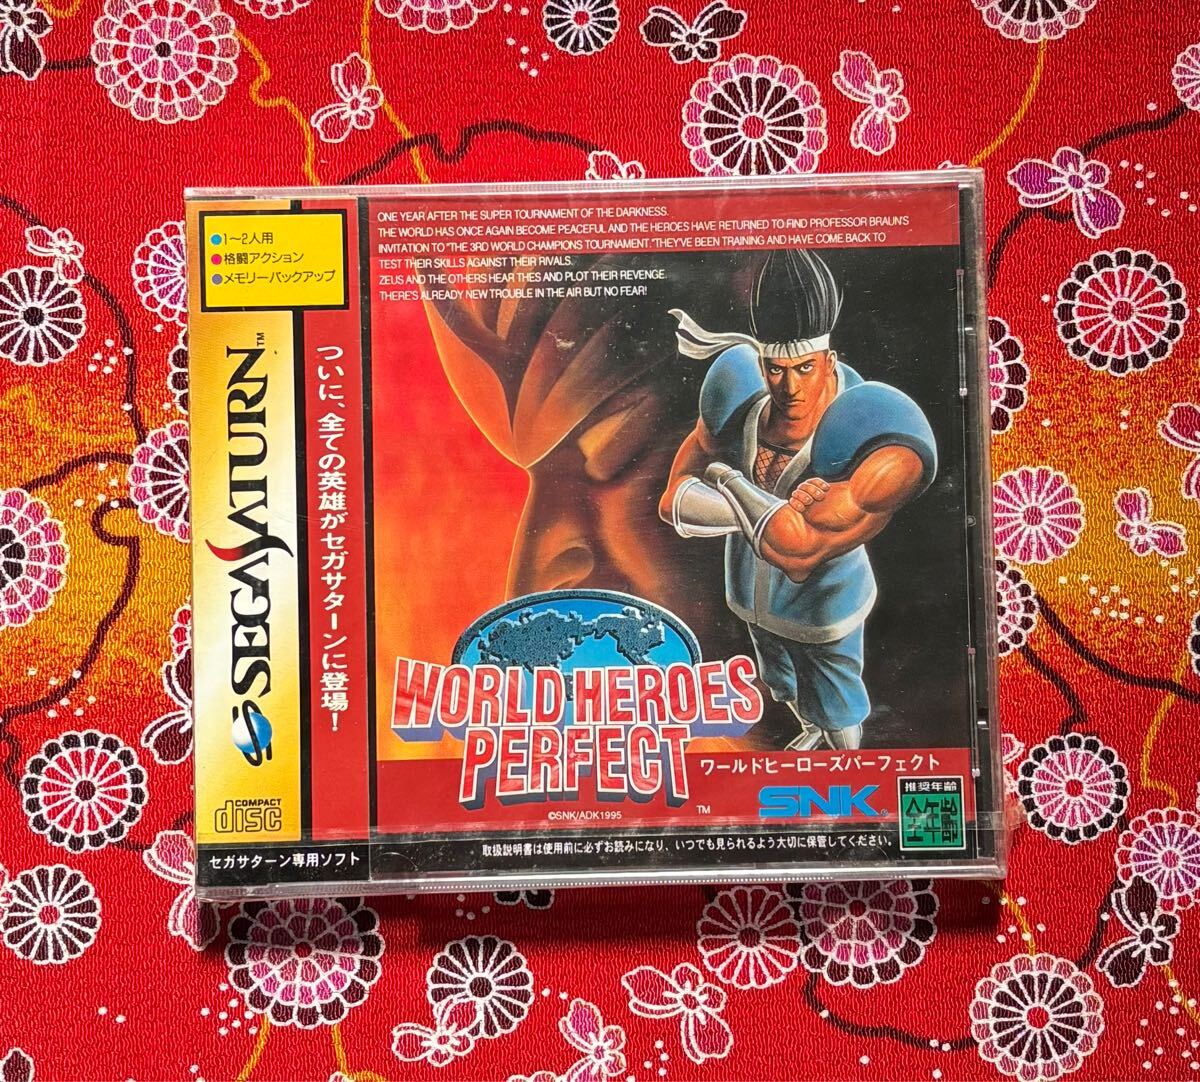 ●1〜2人用
●格闘アクション
●メモリーバックアップ
SEGA SATURN™
COMPACT
disc
セガサターン専用ソフト
ついに、全ての英雄がセガサターンに登場!
ONE YEAR AFTER THE SUPER TOURNAMENT OF THE DARKNESS.
THE WORLD HAS ONCE AGAIN BECOME PEACEFUL AND THE HEROES HAVE RETURNED TO FIND PROFESSOR BRAUN'S
INVITATION TO "THE 3RD WORLD CHAMPIONS TOURNAMENT."THEY'VE BEEN TRAINING AND HAVE COME BACK TO
TEST THEIR SKILLS AGAINST THEIR RIVALS.
ZEUS AND THE OTHERS HEAR THES AND PLOT THEIR REVENGE.
THERE'S ALREADY NEW TROUBLE IN THE AIR BUT NO FEAR!
WORLD HEROES
PERFECT™
ワールドヒーローズパーフェクト
©SNK/ADK1995
SNK®
推奨年齢
全年齢
取扱説明書は使用前に必ずお読みになり、いつでも見られるよう大切に保管してください。